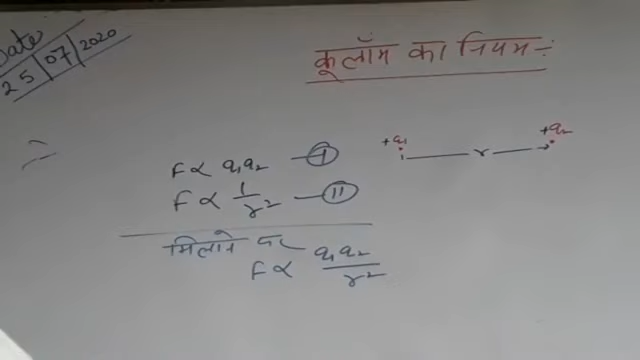 Date
25/07/2020
कूलॉम का नियम:-
+q₁ +q₂
r
F∝ q₁q₂ —Ⅰ
F∝ 1/r² —Ⅱ
मिलाने पर
F∝ q₁q₂/r²